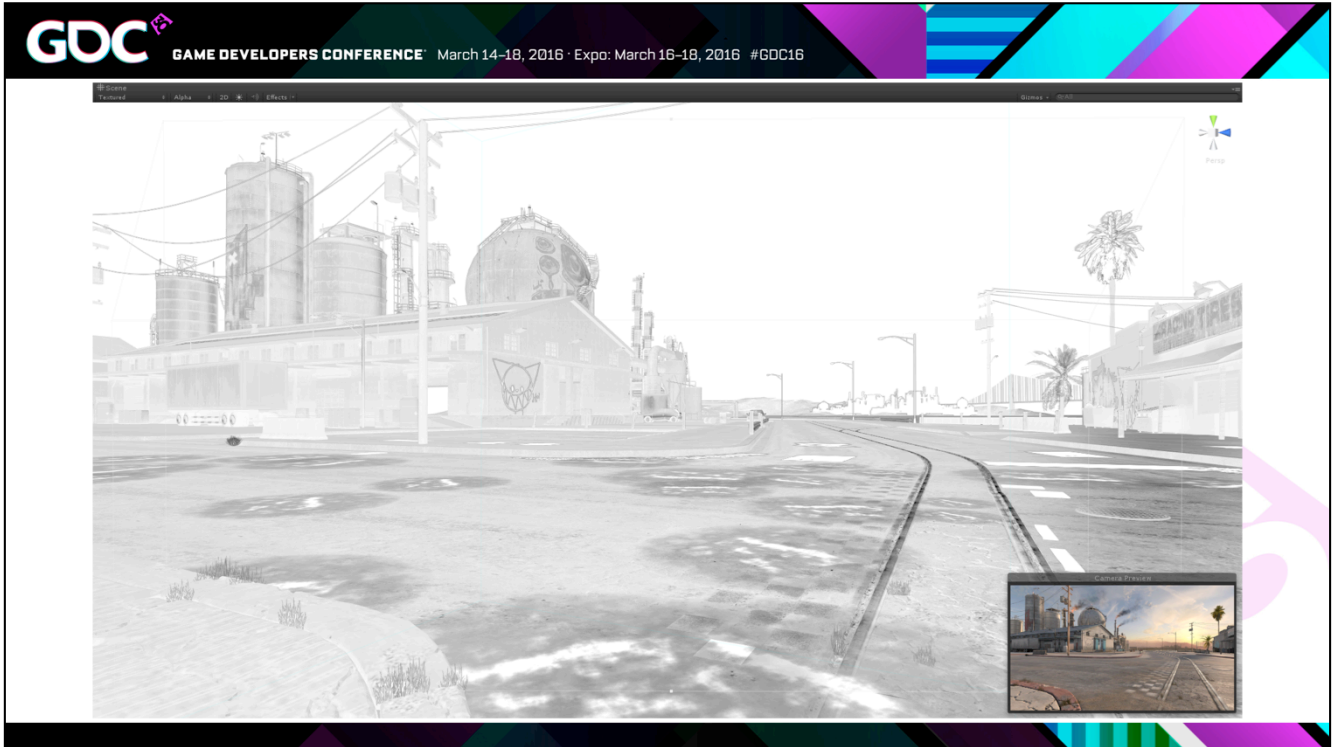 GDC
GAME DEVELOPERS CONFERENCE March 14–18, 2016 · Expo: March 16–18, 2016 #GDC16
Scene
Textured Alpha 2D Effects Gizmos All
Persp
Camera Preview